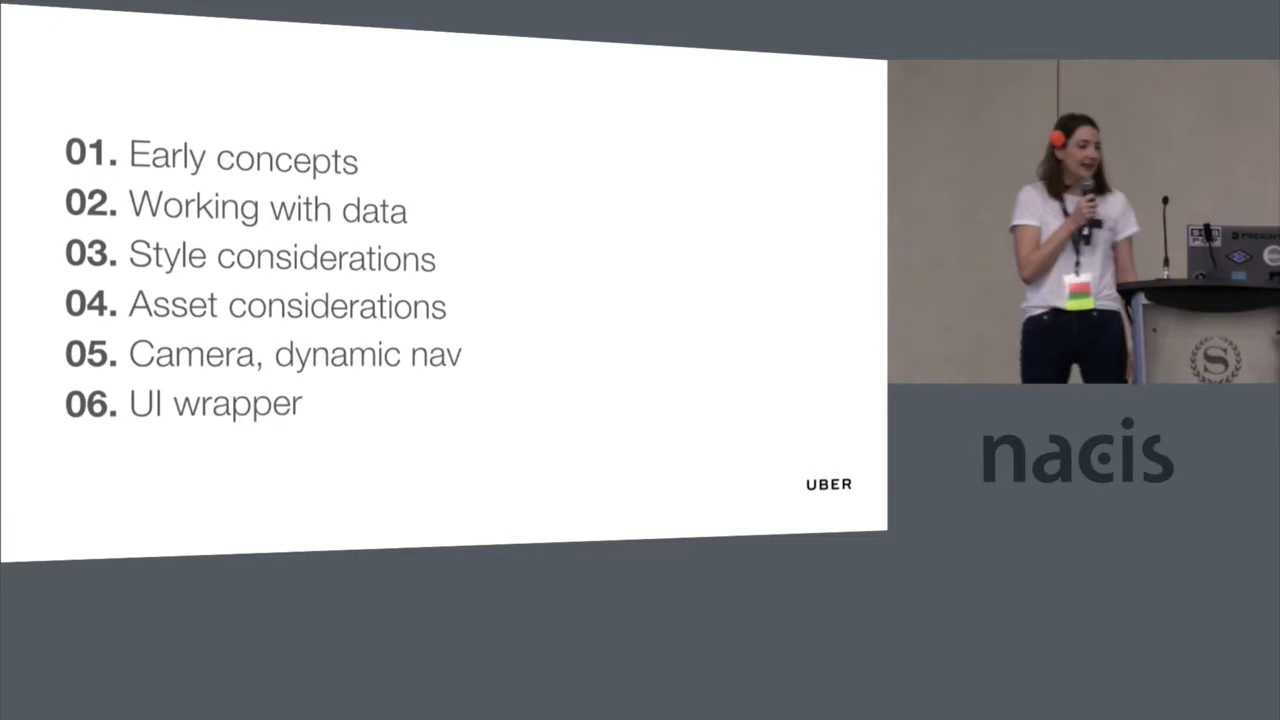 01. Early concepts
02. Working with data
03. Style considerations
04. Asset considerations
05. Camera, dynamic nav
06. UI wrapper
UBER
S
nacis